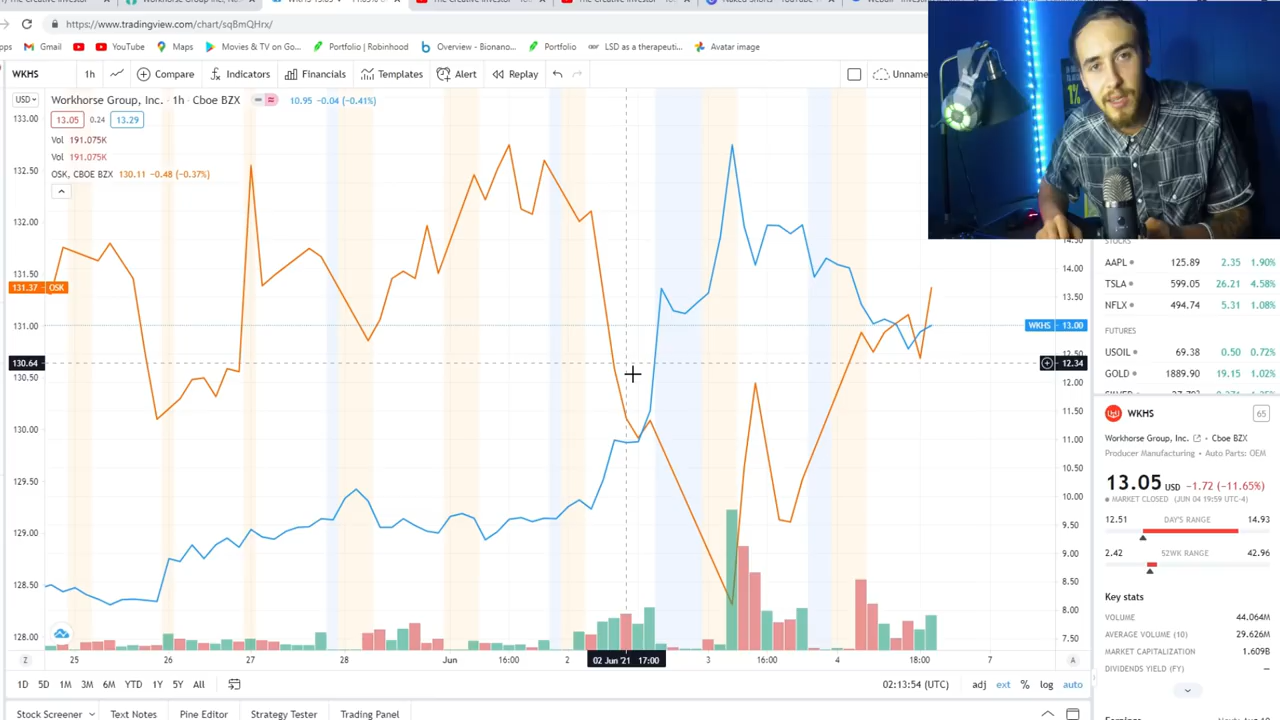 https://www.tradingview.com/chart/sqBmQHrx/
Gmail YouTube Maps Movies & TV on Go... Portfolio | Robinhood Overview - Bionano... Portfolio LSD as a therapeuti... Avatar image
WKHS 1h Compare Indicators Financials Templates Alert Replay Unname
USD Workhorse Group, Inc. · 1h · Cboe BZX 10.95 −0.04 (−0.41%)
133.00
13.05 0.24 13.29
Vol 191.075K
Vol 191.075K
132.50
OSK, CBOE BZX 130.11 −0.48 (−0.37%)
1%
132.00
14.50
STOCKS
AAPL 125.89 2.35 1.90%
131.50 14.00
TSLA 599.05 26.21 4.58%
131.37 OSK
13.50
NFLX 494.74 5.31 1.08%
131.00 WKHS 13.00
FUTURES
USOIL 69.38 0.50 0.72%
130.64 12.34
GOLD 1889.90 19.15 1.02%
130.50 12.00
11.50
WKHS 65
130.00 11.00
Workhorse Group, Inc. · Cboe BZX
Producer Manufacturing · Auto Parts: OEM
10.50
129.50
13.05 USD −1.72 (−11.65%)
10.00
MARKET CLOSED (JUN 04 19:59 UTC-4)
9.50
12.51 DAY'S RANGE 14.93
129.00
9.00
2.42 52WK RANGE 42.96
128.50 8.50
Key stats
8.00
VOLUME 44.064M
128.00 7.50
AVERAGE VOLUME (10) 29.626M
MARKET CAPITALIZATION 1.609B
DIVIDENDS YIELD (FY) —
Z 25 26 27 28 Jun 16:00 2 02 Jun '21 17:00 3 16:00 4 18:00 7 A
1D 5D 1M 3M 6M YTD 1Y 5Y All 02:13:54 (UTC) adj ext % log auto
Stock Screener Text Notes Pine Editor Strategy Tester Trading Panel